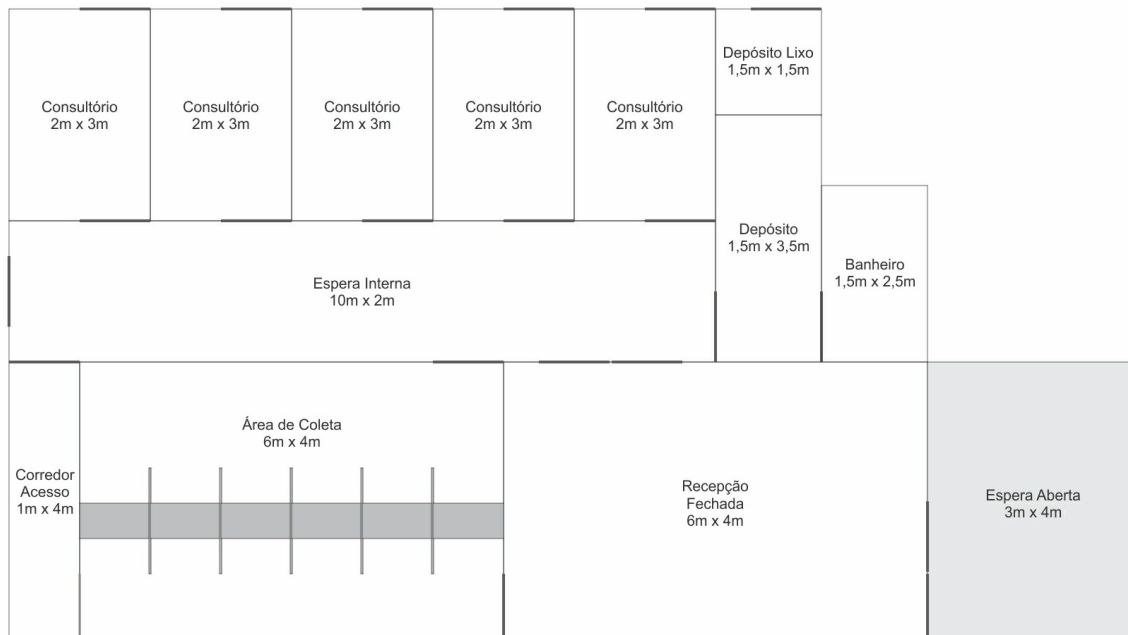 Depósito Lixo
1,5m x 1,5m
Consultório
2m x 3m
Consultório
2m x 3m
Consultório
2m x 3m
Consultório
2m x 3m
Consultório
2m x 3m
Depósito
1,5m x 3,5m
Banheiro
1,5m x 2,5m
Espera Interna
10m x 2m
Área de Coleta
6m x 4m
Corredor
Acesso
1m x 4m
Recepção
Fechada
6m x 4m
Espera Aberta
3m x 4m